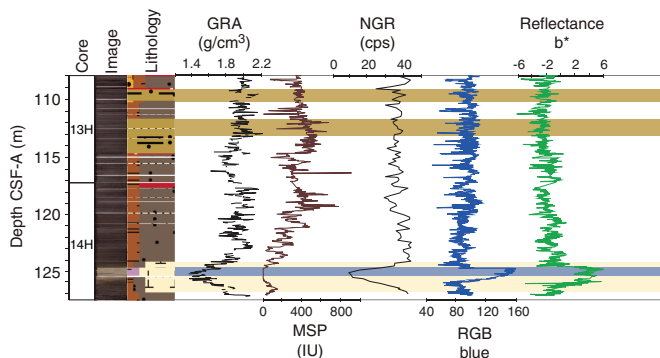 GRA
(g/cm³)
NGR
(cps)
Reflectance
b*
Core
Image
Lithology
1.4 1.8 2.2
0 20 40
-6 -2 2 6
Depth CSF-A (m)
110
115
120
125
13H
14H
0 400 800
MSP
(IU)
40 80 120 160
RGB
blue